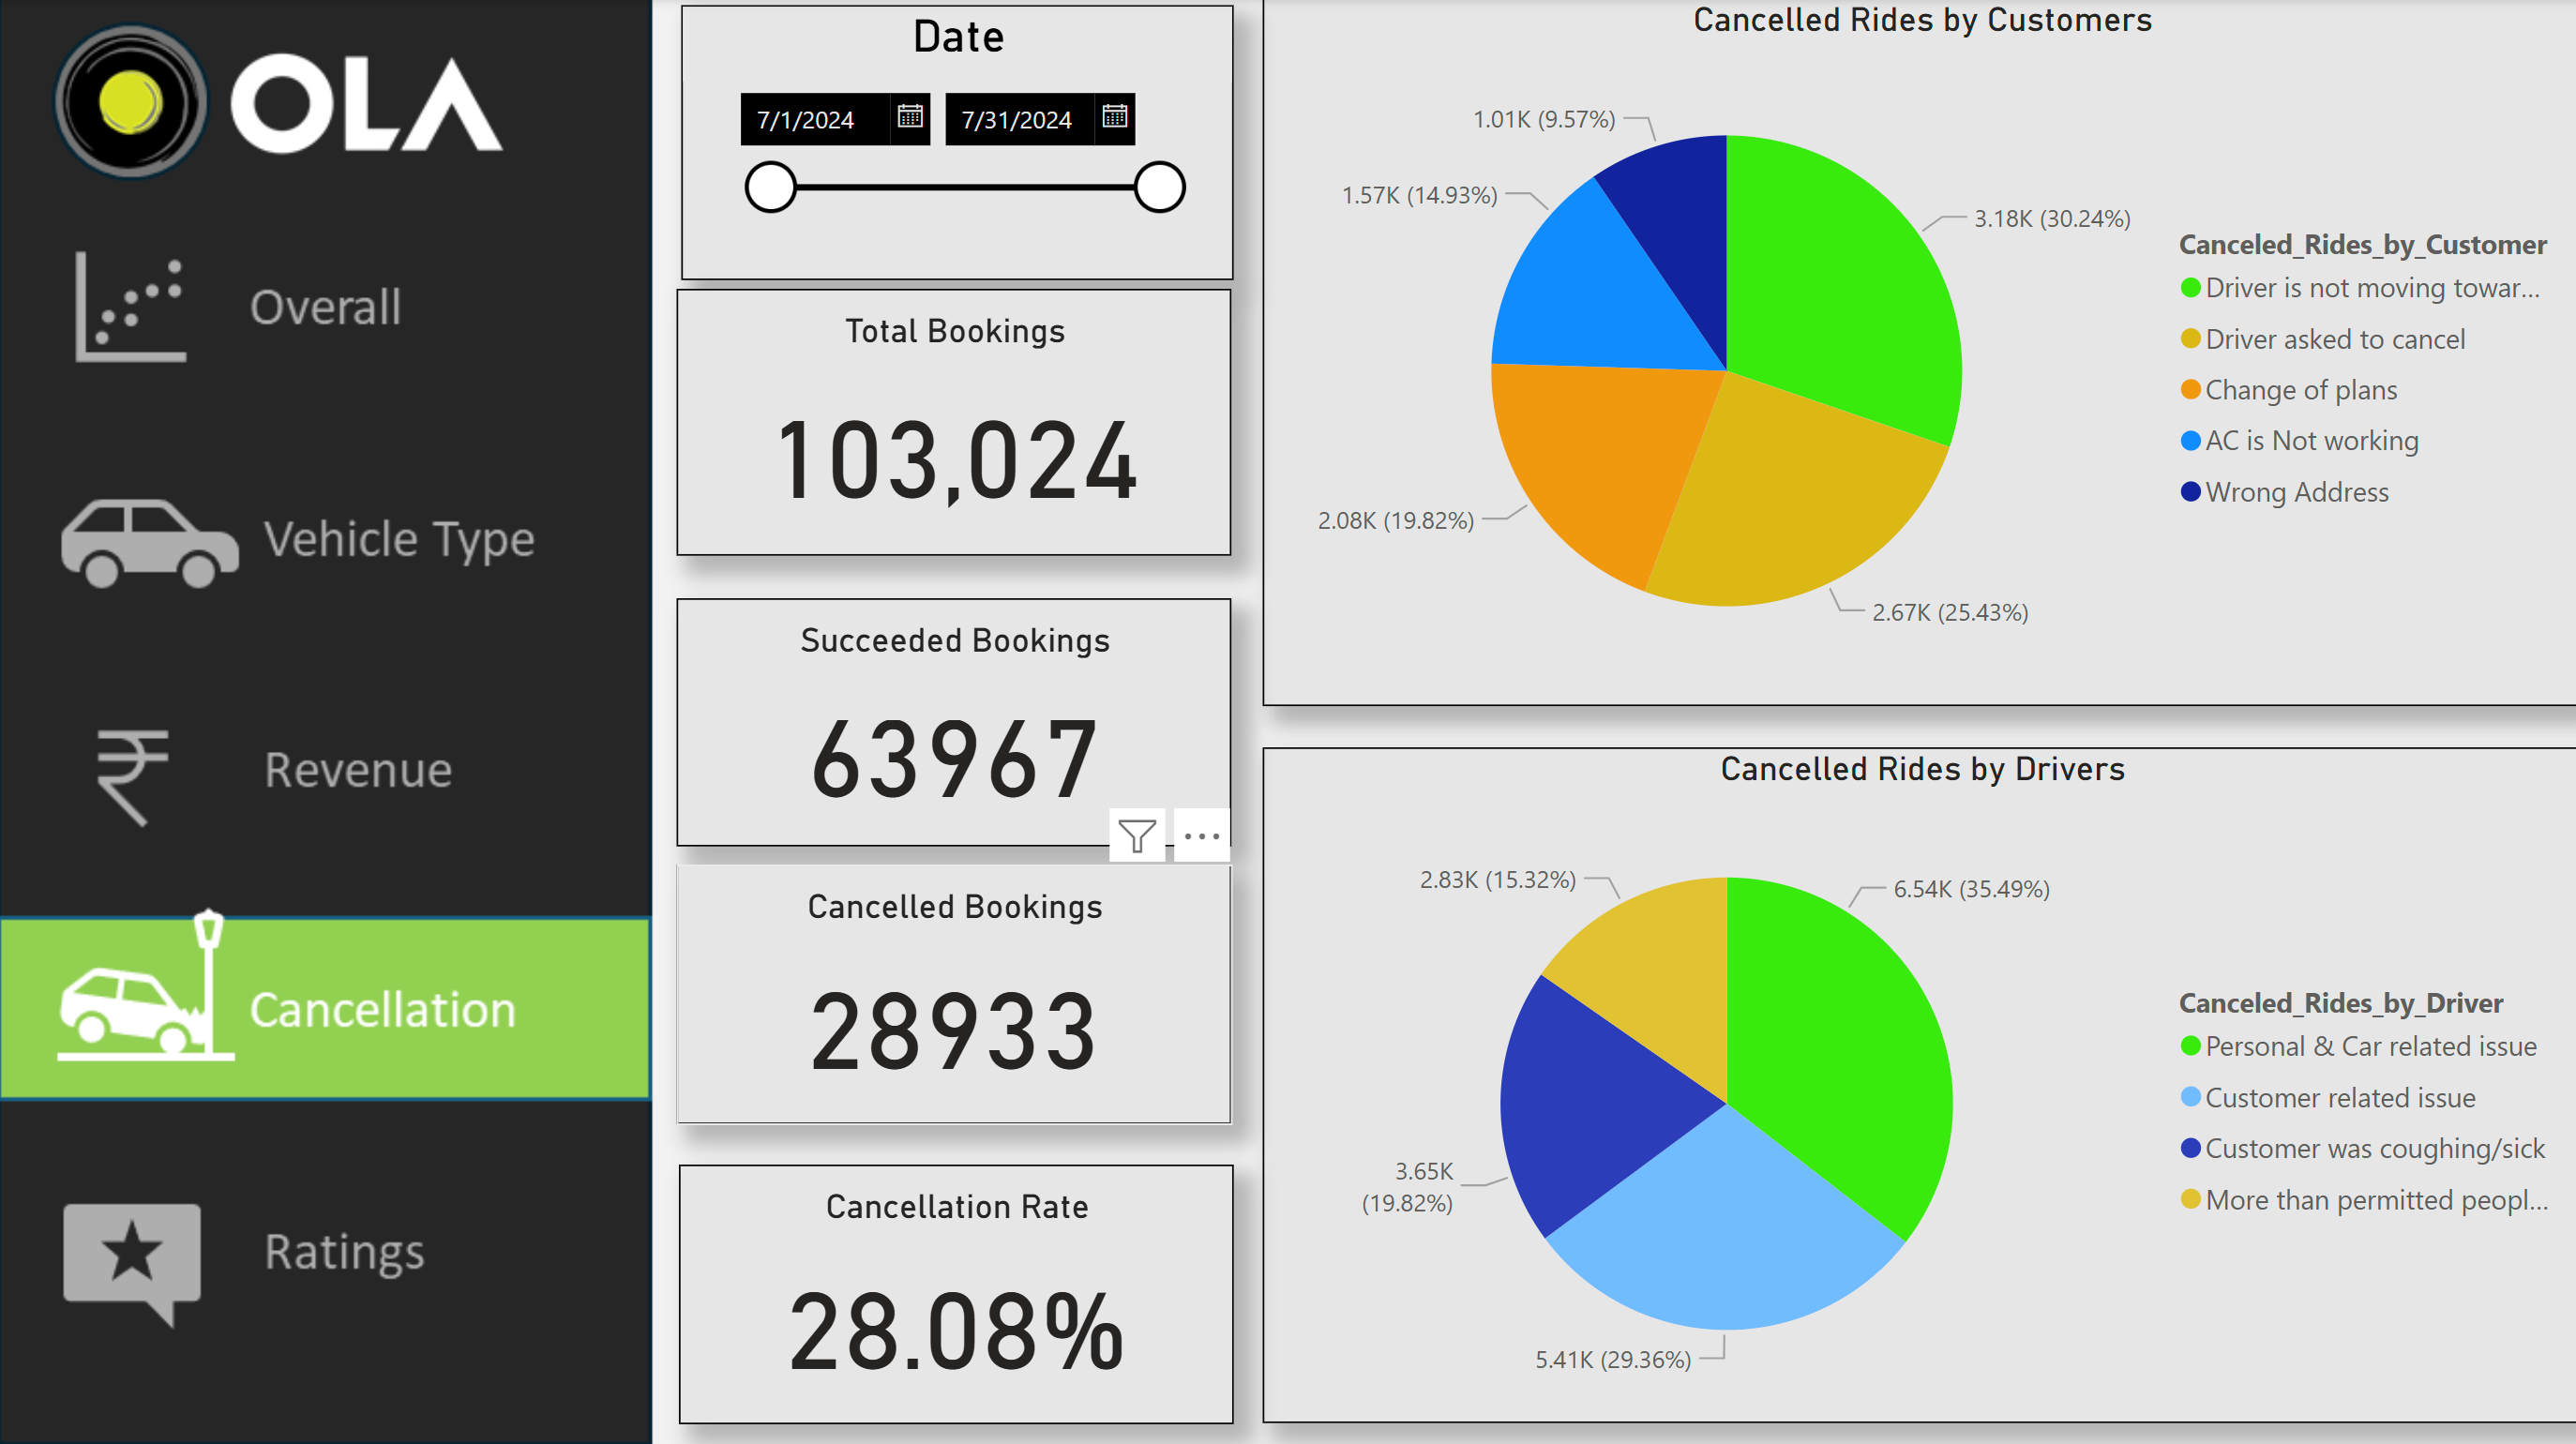 OLA
Overall
Vehicle Type
Revenue
Cancellation
Ratings
Date
7/1/2024
7/31/2024
Total Bookings
103,024
Succeeded Bookings
63967
Cancelled Bookings
28933
Cancellation Rate
28.08%
Cancelled Rides by Customers
1.01K (9.57%)
1.57K (14.93%)
3.18K (30.24%)
2.08K (19.82%)
2.67K (25.43%)
Canceled_Rides_by_Customer
Driver is not moving towar...
Driver asked to cancel
Change of plans
AC is Not working
Wrong Address
Cancelled Rides by Drivers
2.83K (15.32%)
6.54K (35.49%)
3.65K
(19.82%)
5.41K (29.36%)
Canceled_Rides_by_Driver
Personal & Car related issue
Customer related issue
Customer was coughing/sick
More than permitted peopl...